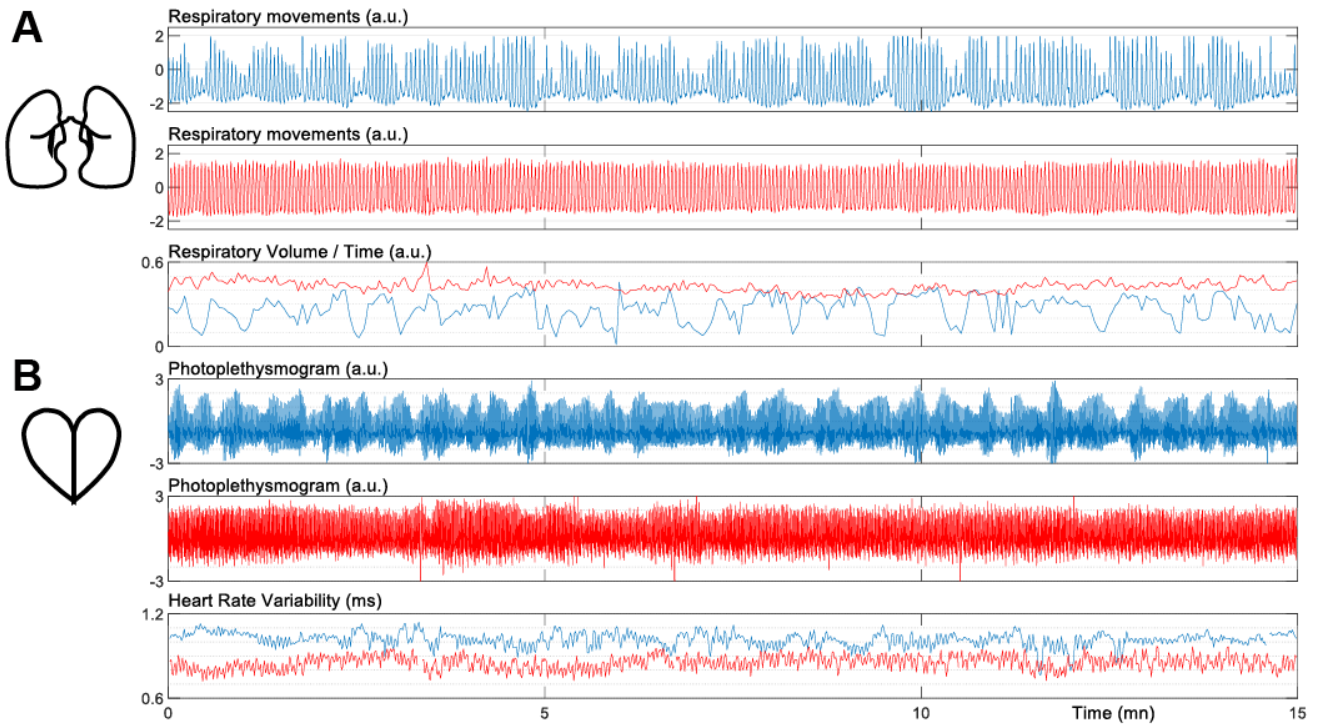 A
Respiratory movements (a.u.)
2
0
-2
Respiratory movements (a.u.)
2
0
-2
Respiratory Volume / Time (a.u.)
0.6
0
B
Photoplethysmogram (a.u.)
3
-3
Photoplethysmogram (a.u.)
3
-3
Heart Rate Variability (ms)
1.2
0.6
0 5 10 Time (mn) 15